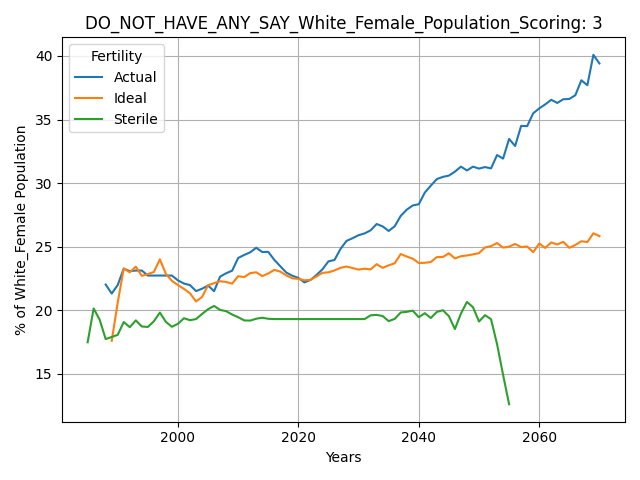 DO_NOT_HAVE_ANY_SAY_White_Female_Population_Scoring: 3
Fertility
Actual
Ideal
Sterile
% of White_Female Population
40
35
30
25
20
15
2000
2020
2040
2060
Years